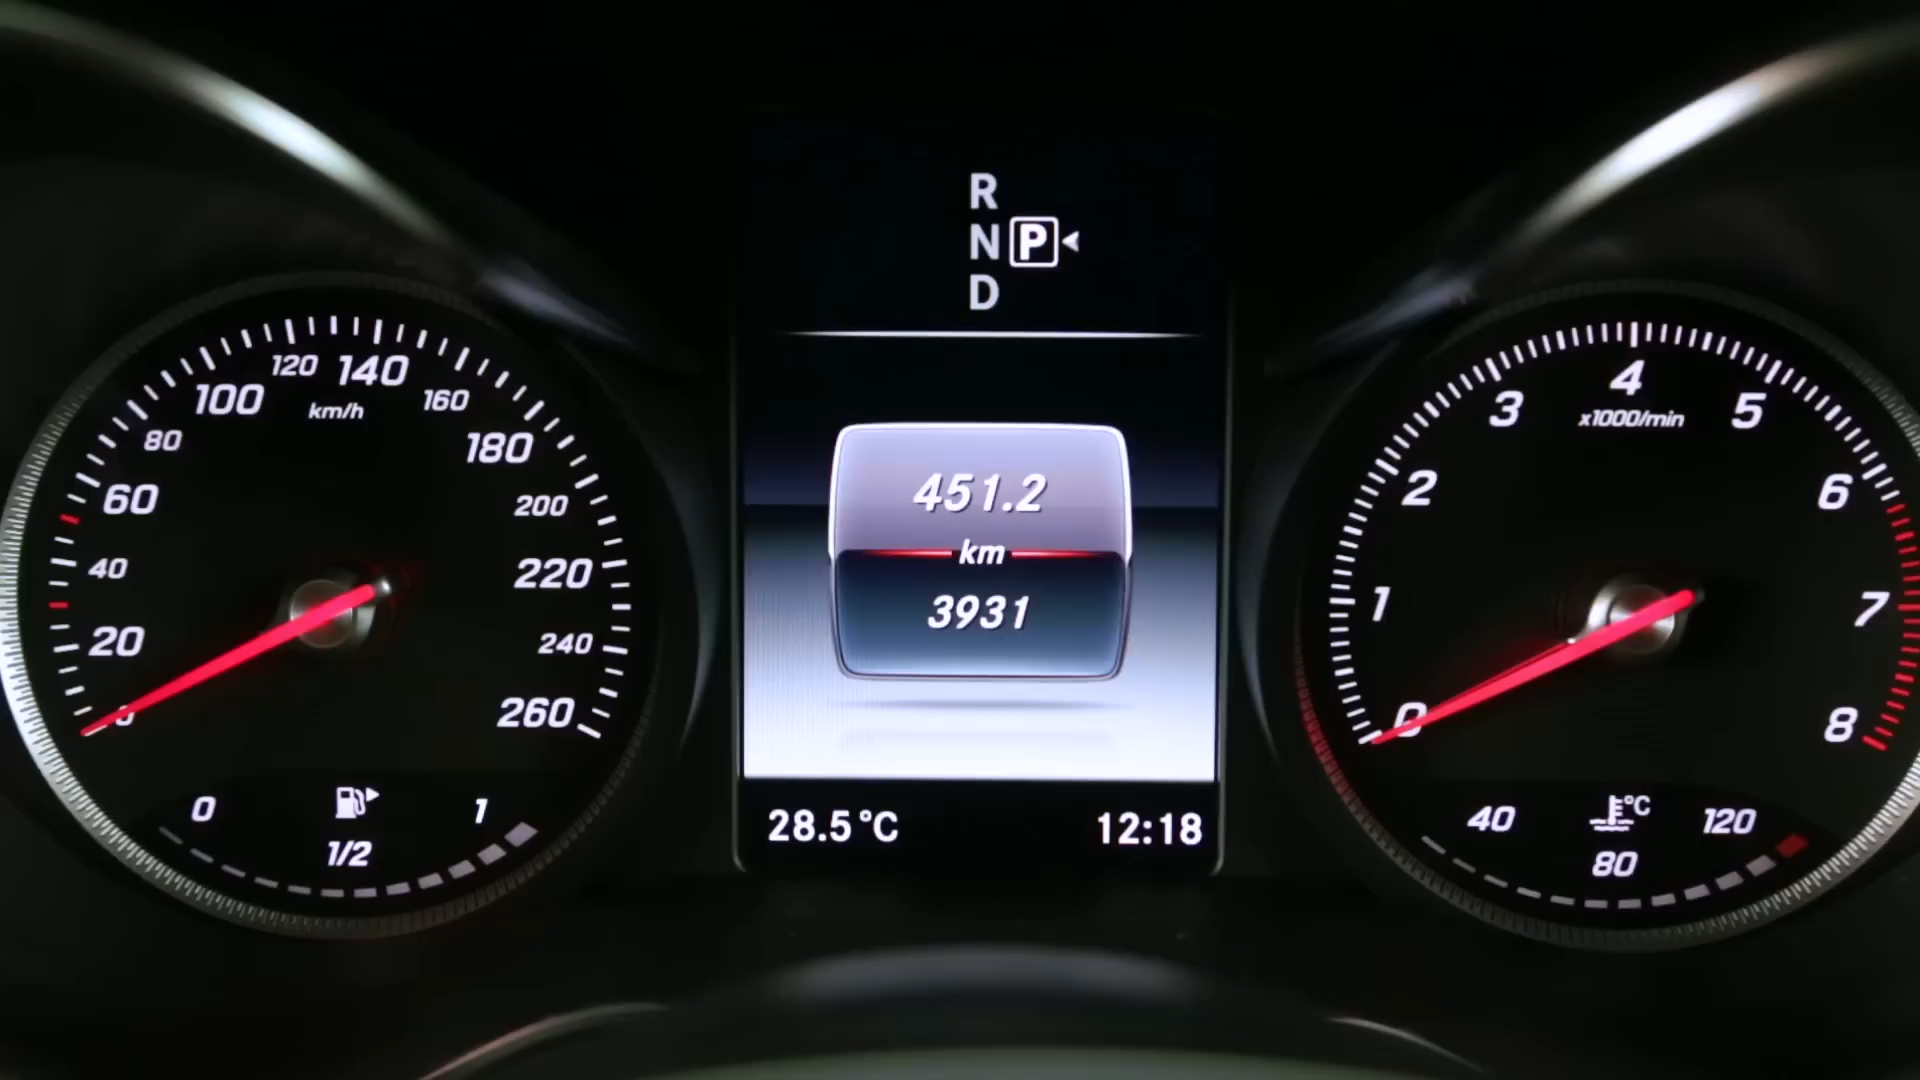 R
N P
D
120 140
100 160
km/h
80 180
60 200
40 220
20 240
0 260
0 1
1/2
451.2
km
3931
28.5°C 12:18
4
3 x1000/min 5
2 6
1 7
0 8
40 °C 120
80